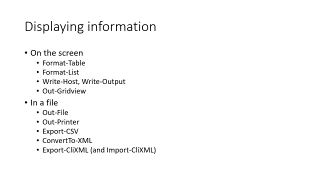 Displaying information
• On the screen
• Format-Table
• Format-List
• Write-Host, Write-Output
• Out-Gridview
• In a file
• Out-File
• Out-Printer
• Export-CSV
• ConvertTo-XML
• Export-CliXML (and Import-CliXML)